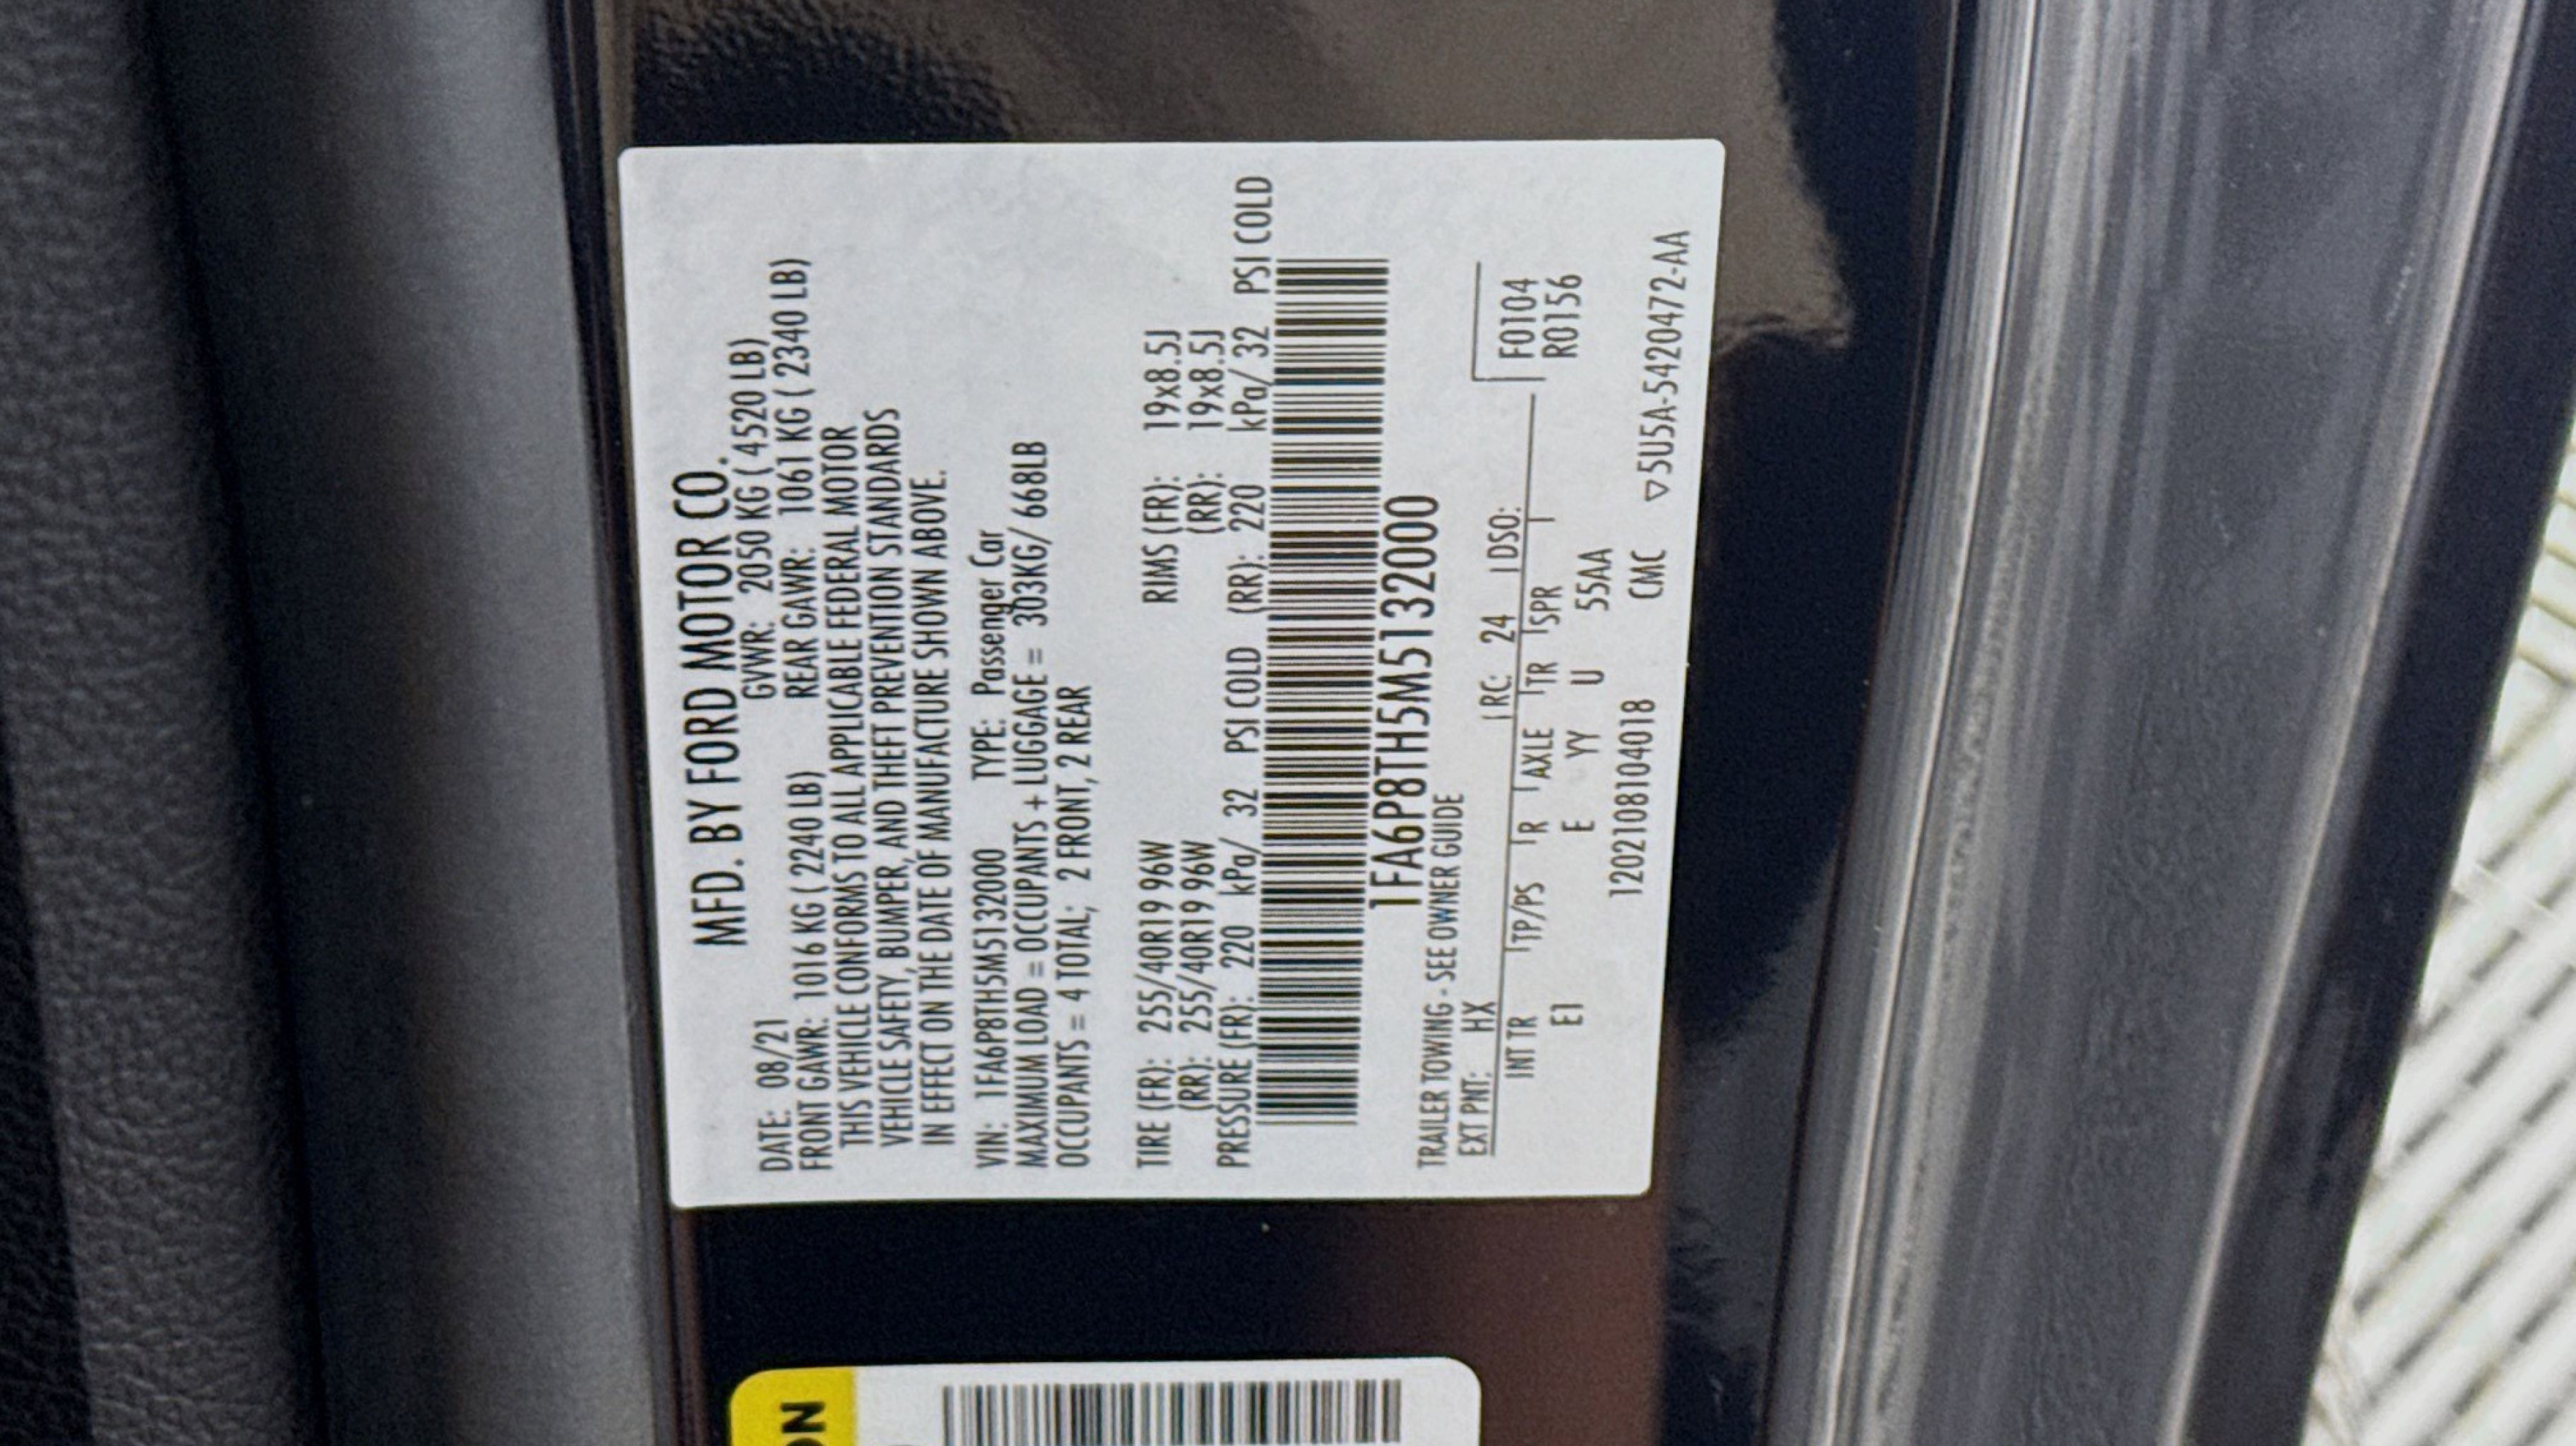 MFD. BY FORD MOTOR CO.
DATE: 08/21 GVWR: 2050 KG ( 4520 LB)
FRONT GAWR: 1016 KG ( 2240 LB) REAR GAWR: 1061 KG ( 2340 LB)
THIS VEHICLE CONFORMS TO ALL APPLICABLE FEDERAL MOTOR
VEHICLE SAFETY, BUMPER, AND THEFT PREVENTION STANDARDS
IN EFFECT ON THE DATE OF MANUFACTURE SHOWN ABOVE.
VIN: 1FA6P8TH5M5132000 TYPE: Passenger Car
MAXIMUM LOAD = OCCUPANTS + LUGGAGE = 303KG/ 668LB
OCCUPANTS = 4 TOTAL; 2 FRONT, 2 REAR
TIRE (FR): 255/40R19 96W RIMS (FR): 19x8.5J
(RR): 255/40R19 96W (RR): 19x8.5J
PRESSURE (FR): 220 kPa/ 32 PSI COLD (RR): 220 kPa/ 32 PSI COLD
1FA6P8TH5M5132000
TRAILER TOWING - SEE OWNER GUIDE
EXT PNT: HX RC: 24 DSO:
INT TR TP/PS R AXLE TR SPR F0104
E1 E YY U 55AA R0156
1202108104018 CMC ▽5U5A-5420472-AA